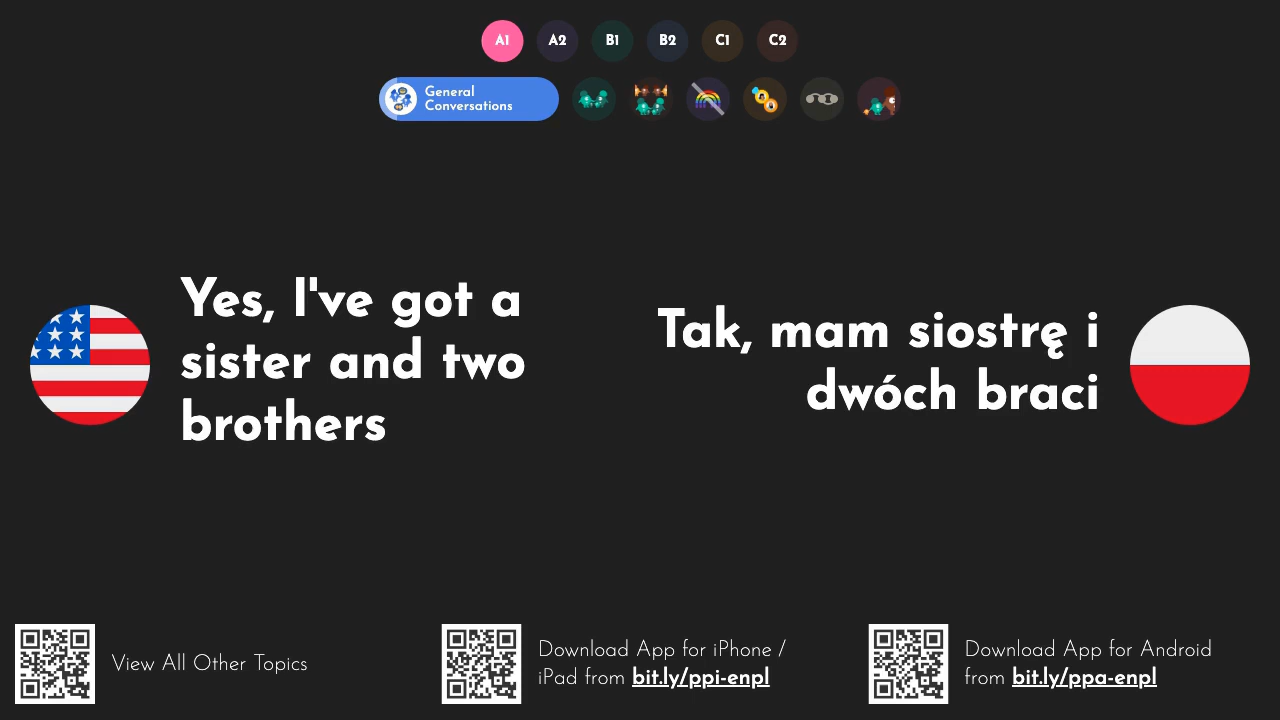 A1 A2 B1 B2 C1 C2
General
Conversations
Yes, I've got a
sister and two
brothers
Tak, mam siostrę i
dwóch braci
View All Other Topics
Download App for iPhone /
iPad from bit.ly/ppi-enpl
Download App for Android
from bit.ly/ppa-enpl